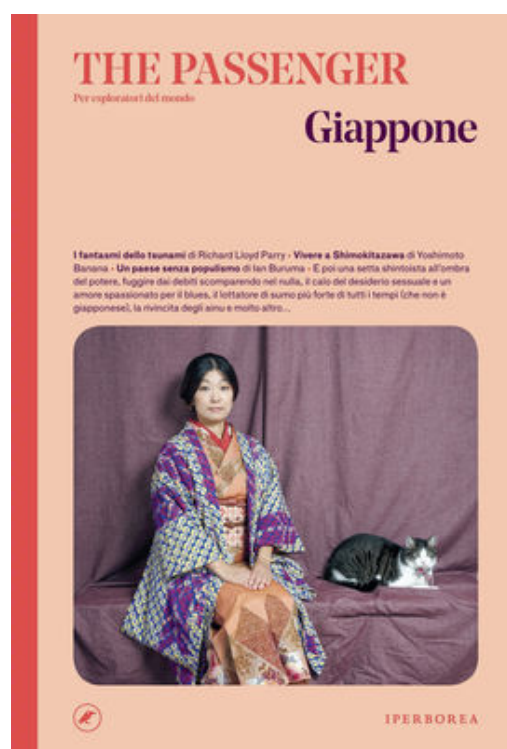 THE PASSENGER
Per esploratori del mondo
Giappone
I fantasmi dello tsunami di Richard Lloyd Parry · Vivere a Shimokitazawa di Yoshimoto
Banana · Un paese senza populismo di Ian Buruma · E poi una setta shintoista all'ombra
del potere, fuggire dai debiti scomparendo nel nulla, il calo del desiderio sessuale e un
amore spassionato per il blues, il lottatore di sumo più forte di tutti i tempi (che non è
giapponese), la rivincita degli ainu e molto altro...
IPERBOREA